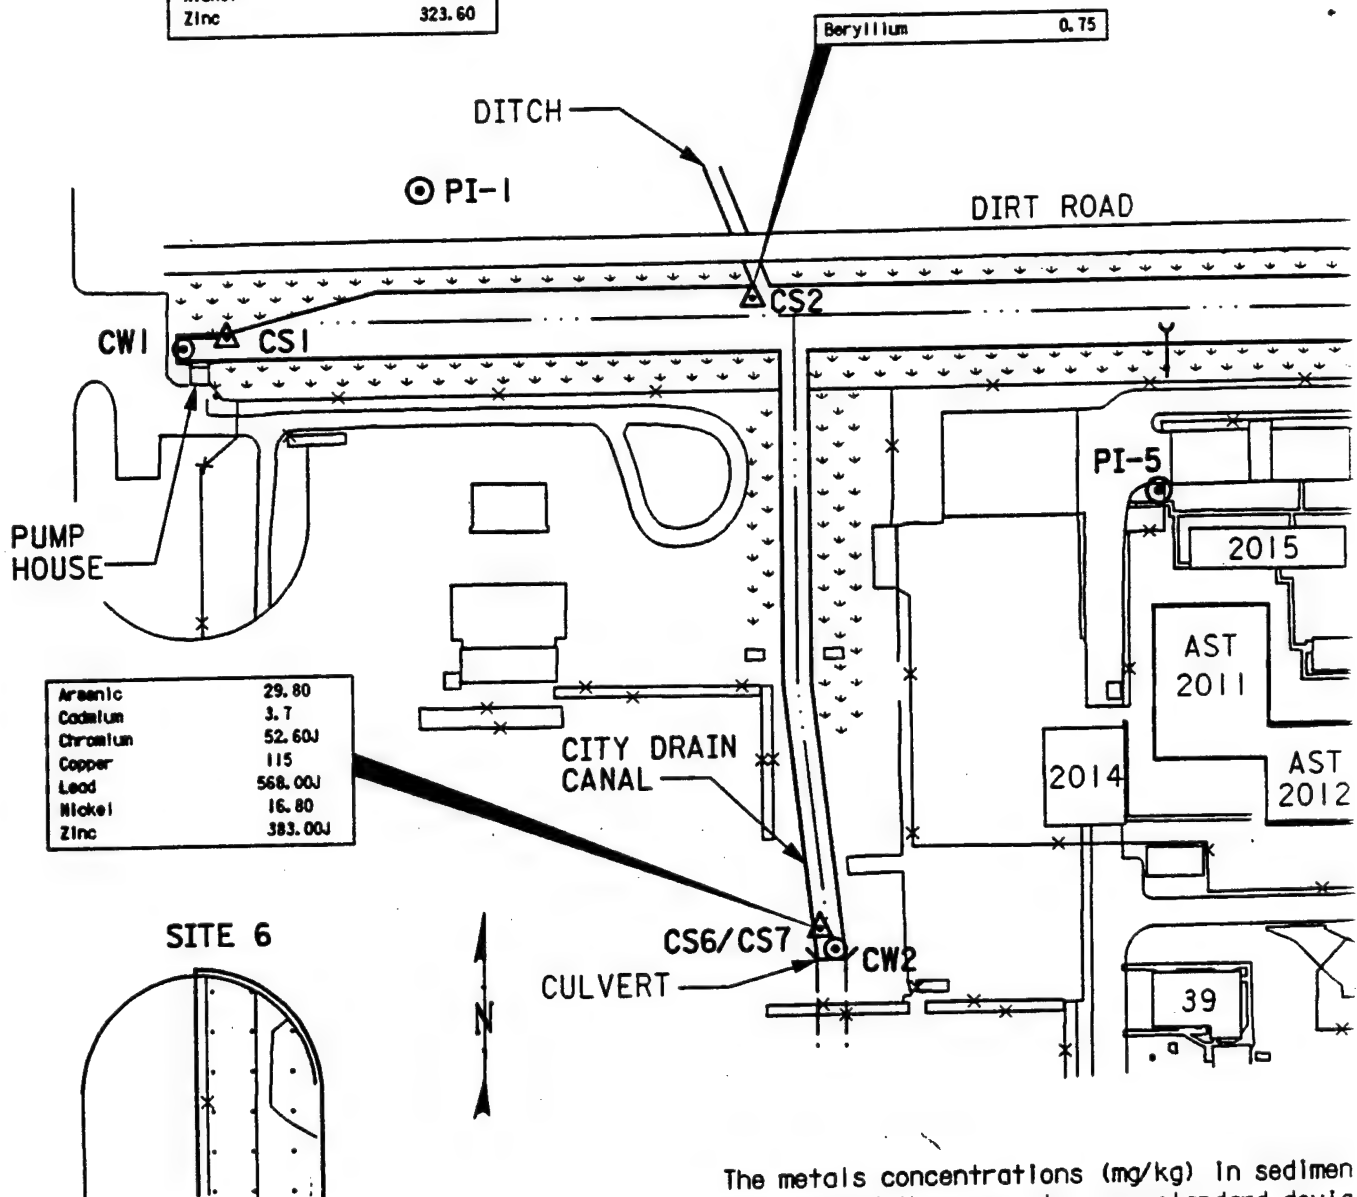 Zinc 323.60
Beryllium 0.75
DITCH
PI-1
DIRT ROAD
CS2
CW1
CS1
PI-5
PUMP
HOUSE
2015
AST
2011
Arsenic 29.80
Cadmium 3.7
Chromium 52.60J
Copper 115
Lead 568.00J
Nickel 16.80
Zinc 383.00J
CITY DRAIN
CANAL
2014
AST
2012
SITE 6
CS6/CS7
CW2
CULVERT
39
N
The metals concentrations (mg/kg) in sedimen